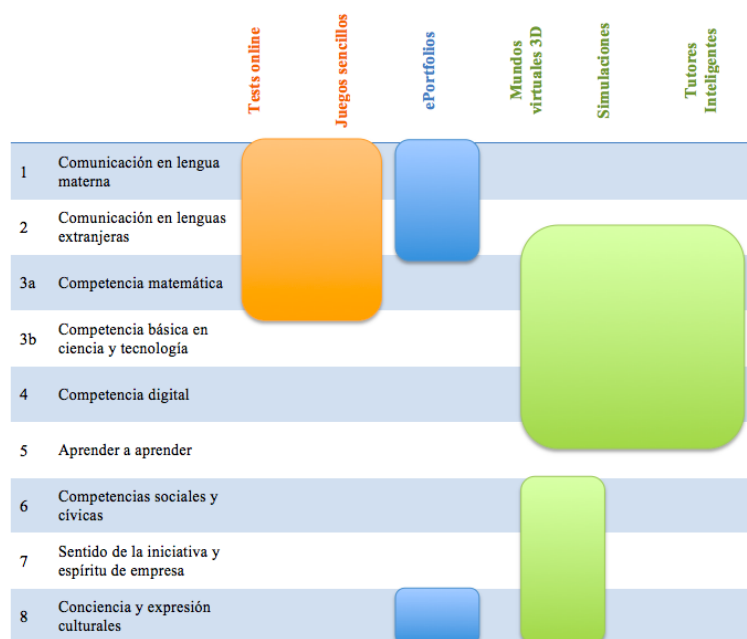 Tests online
Juegos sencillos
ePortfolios
Mundos
virtuales 3D
Simulaciones
Tutores
Inteligentes
1 Comunicación en lengua
materna
2 Comunicación en lenguas
extranjeras
3a Competencia matemática
3b Competencia básica en
ciencia y tecnología
4 Competencia digital
5 Aprender a aprender
6 Competencias sociales y
cívicas
7 Sentido de la iniciativa y
espíritu de empresa
8 Conciencia y expresión
culturales